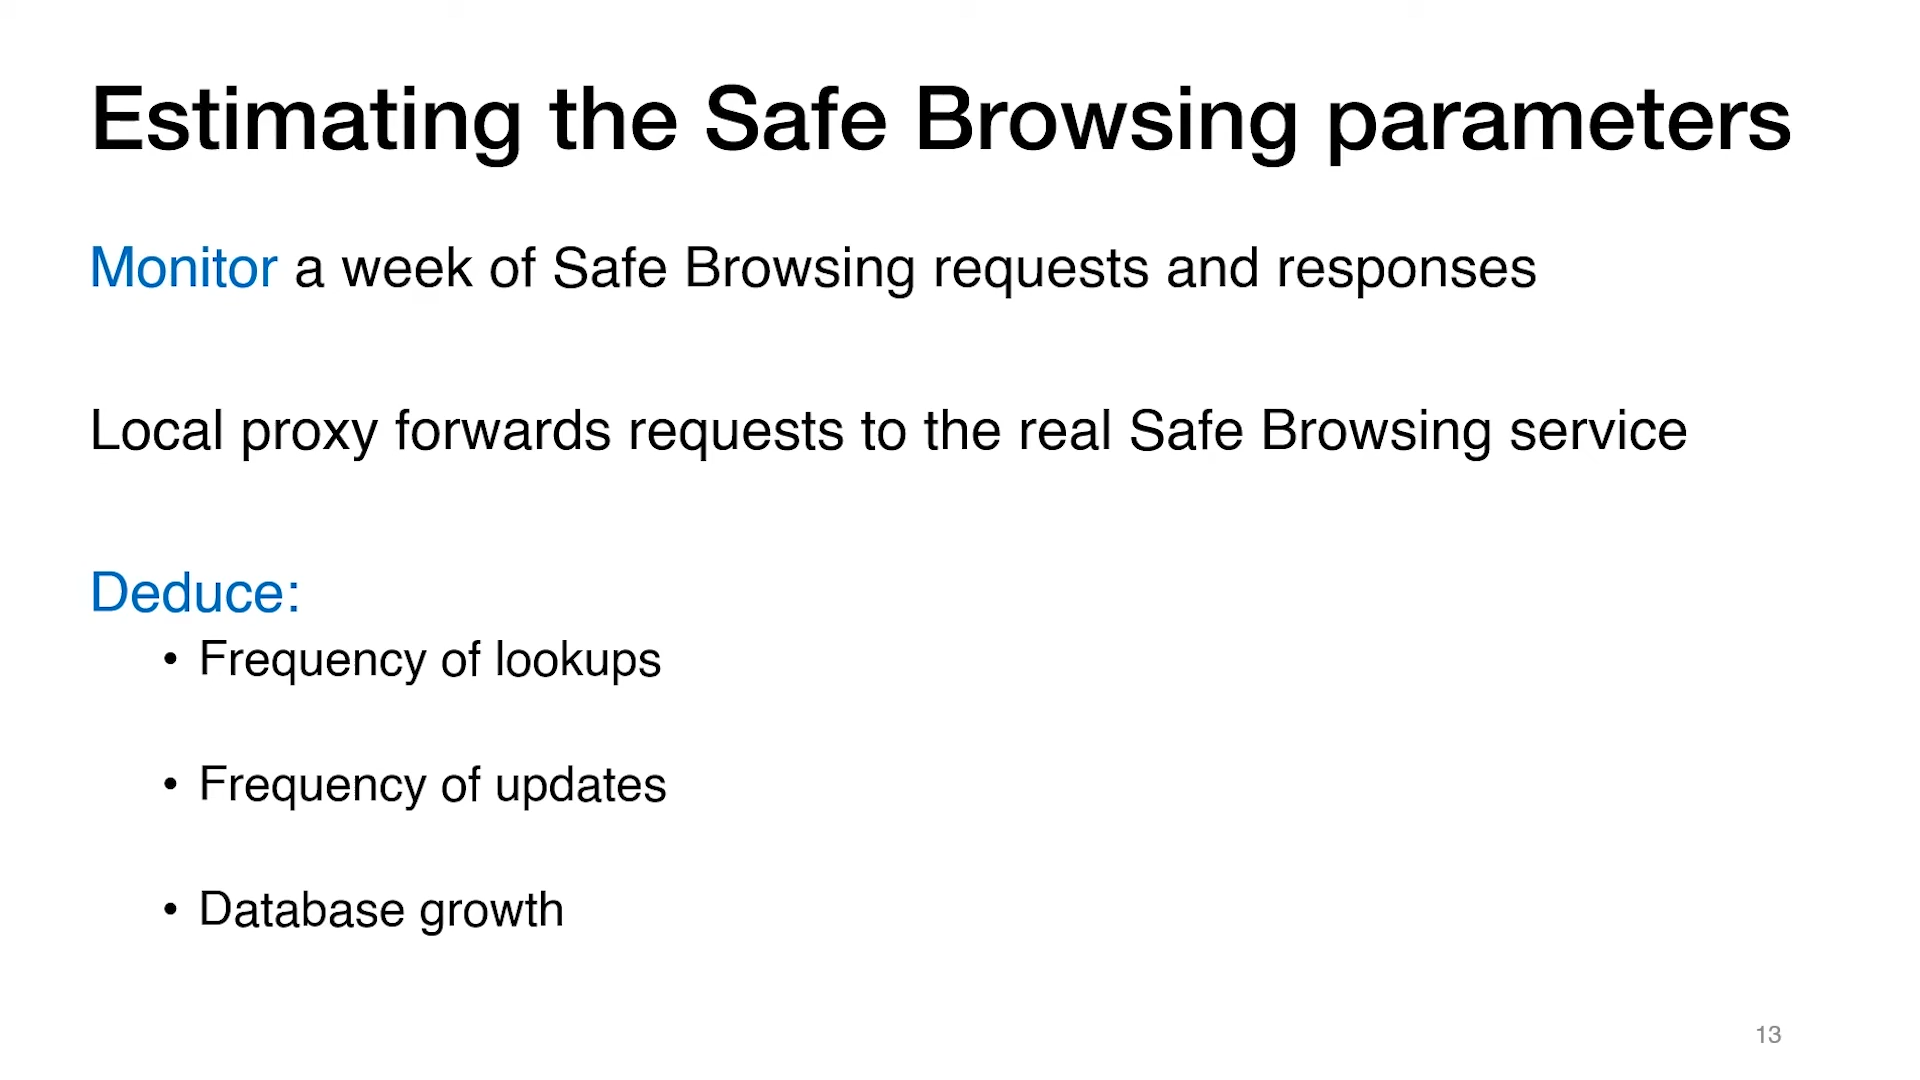 Estimating the Safe Browsing parameters
Monitor a week of Safe Browsing requests and responses
Local proxy forwards requests to the real Safe Browsing service
Deduce:
• Frequency of lookups
• Frequency of updates
• Database growth
13